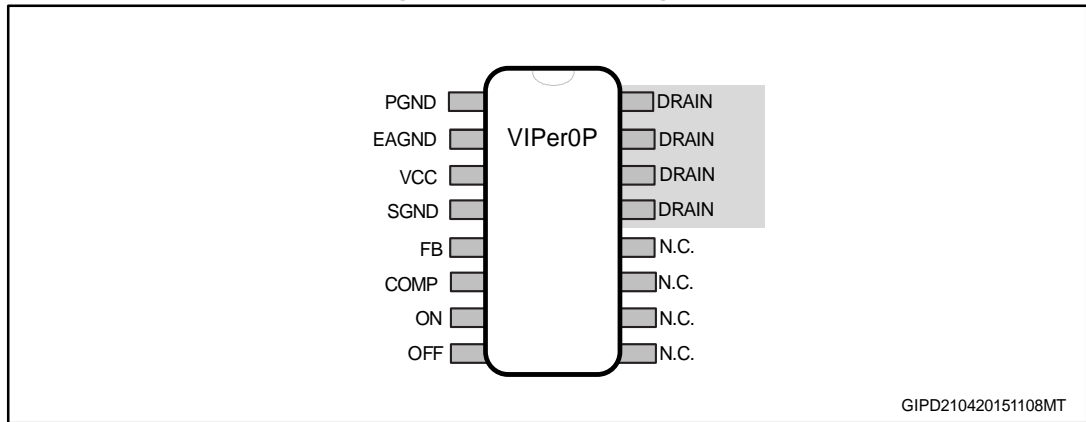 PGND DRAIN
EAGND VIPer0P DRAIN
VCC DRAIN
SGND DRAIN
FB N.C.
COMP N.C.
ON N.C.
OFF N.C.
GIPD210420151108MT